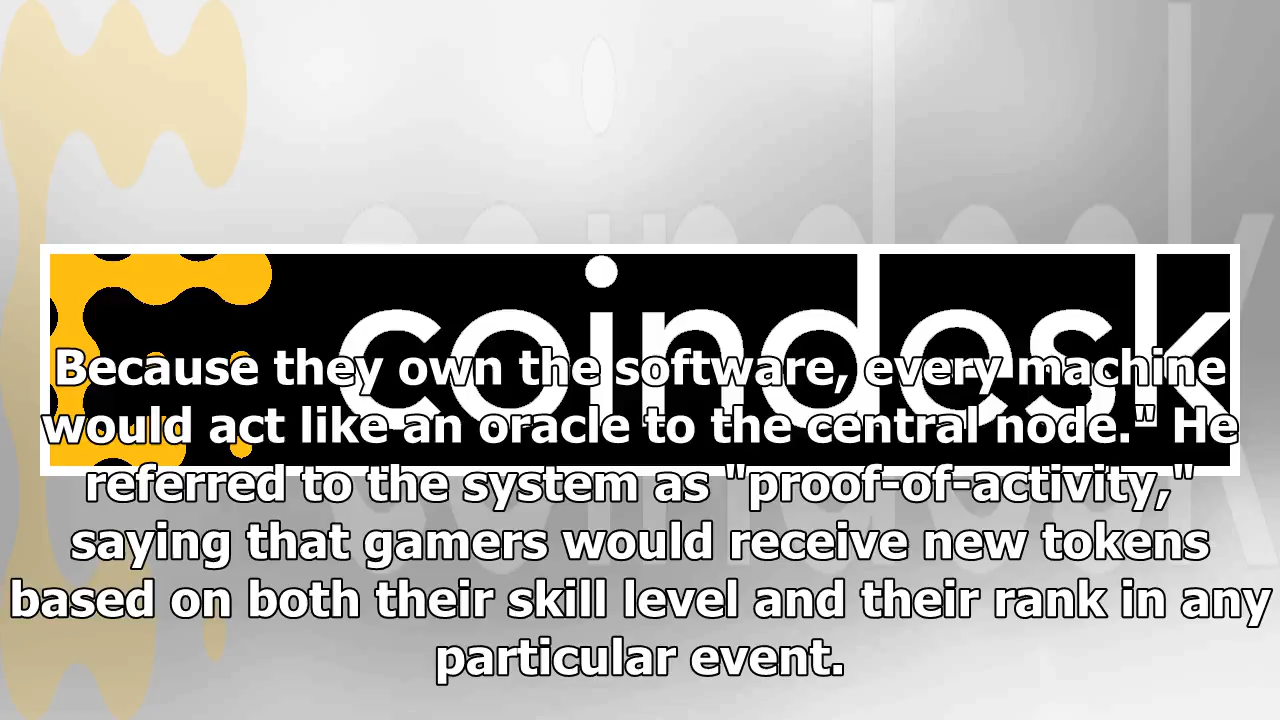 coindesk
Because they own the software, every machine
would act like an oracle to the central node." He
referred to the system as "proof-of-activity,"
saying that gamers would receive new tokens
based on both their skill level and their rank in any
particular event.